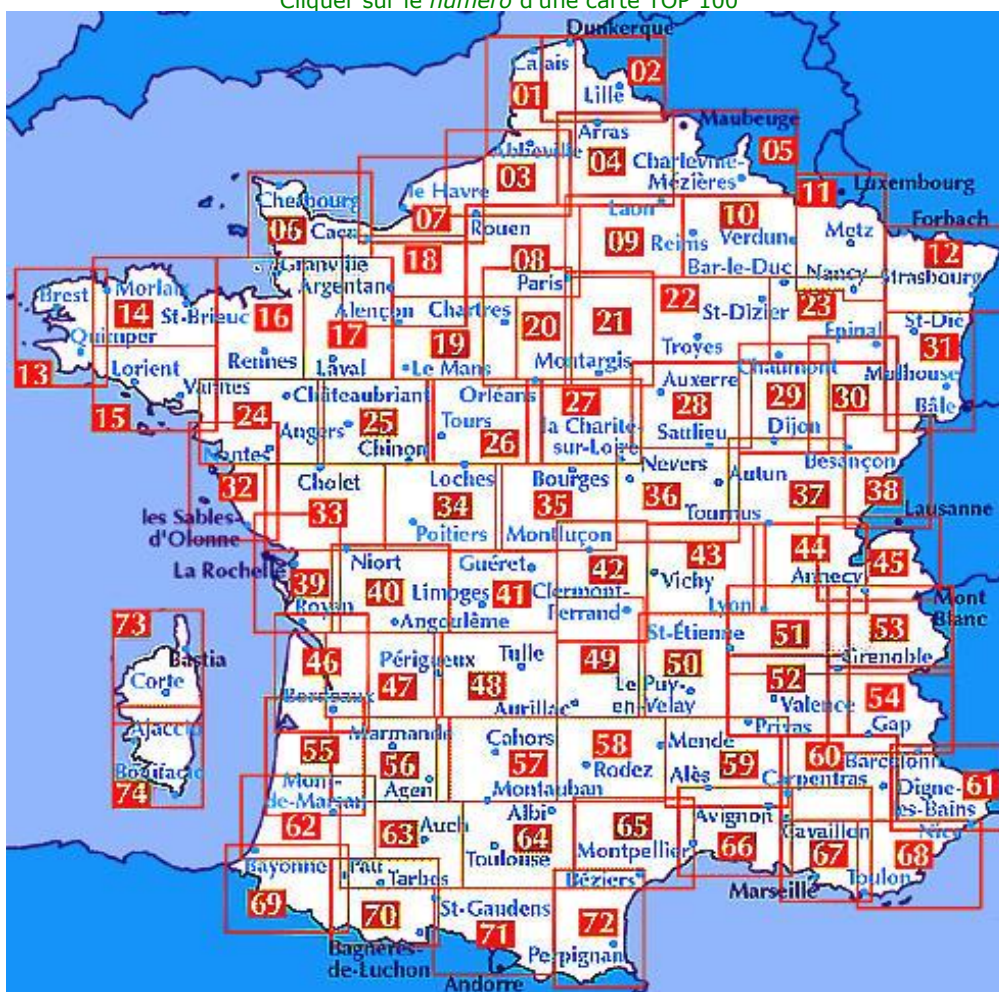 Cliquer sur le numéro d'une carte TOP 100
Dunkerque
Calais
02
01
Lille
Maubeuge
Arras
05
Abbeville
04
Charleville-
Mézières
03
11
Luxembourg
Cherbourg
le Havre
07
Laon
10
Forbach
06
Caen
Rouen
09
Reims
Verdun
Metz
12
18
08
Granville
Paris
Bar-le-Duc
Nancy
Strasbourg
Brest
Morlaix
Argentan
22
23
14
St-Brieuc
16
Alençon
Chartres
20
21
St-Dizier
St-Dié
Quimper
17
19
Epinal
31
Rennes
Laval
Le Mans
Montargis
Troyes
13
Lorient
Chaumont
Mulhouse
Vannes
Châteaubriant
Orléans
27
Auxerre
29
30
Bâle
15
24
25
Tours
28
Angers
26
la Charité-
sur-Loire
Dijon
Nantes
Chinon
Saulieu
Besançon
Nevers
Autun
32
Cholet
Loches
Bourges
36
37
38
33
34
35
les Sables-
d'Olonne
Poitiers
Montluçon
Tournus
Lausanne
La Rochelle
Niort
Guéret
42
43
44
45
39
40
Limoges
41
Clermont-
Ferrand
Vichy
Annecy
Royan
Angoulême
Lyon
Mont
Blanc
73
St-Étienne
51
53
Bastia
46
Périgueux
Tulle
49
50
Grenoble
Corte
47
48
Le Puy-
en-Velay
52
54
Bordeaux
Aurillac
Valence
Ajaccio
Marmande
Privas
Gap
55
Cahors
58
Mende
60
Barcelonn
Bonifacio
56
57
59
74
Mont-
de-Marsan
Agen
Rodez
Alès
Carpentras
Digne-
les-Bains
61
Montauban
62
63
Auch
Albi
65
Avignon
Cavaillon
Nice
Toulouse
64
Montpellier
66
67
68
Bayonne
Pau
Tarbes
Béziers
Marseille
Toulon
69
70
St-Gaudens
72
71
Bagnères-
de-Luchon
Perpignan
Andorre